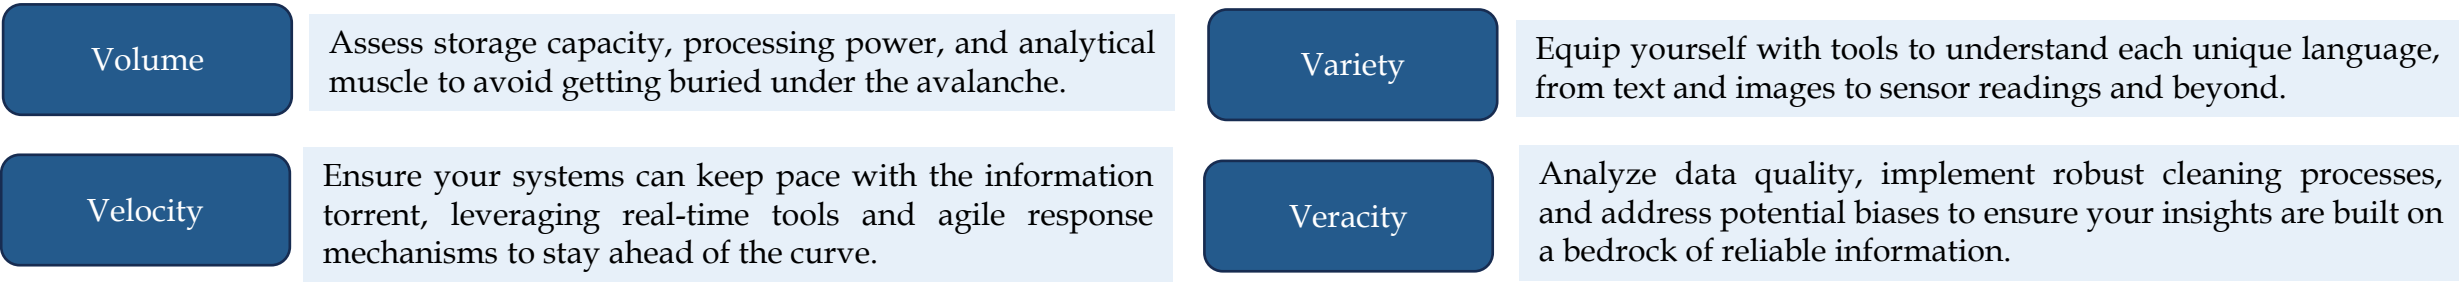 Volume
Assess storage capacity, processing power, and analytical
muscle to avoid getting buried under the avalanche.
Variety
Equip yourself with tools to understand each unique language,
from text and images to sensor readings and beyond.
Velocity
Ensure your systems can keep pace with the information
torrent, leveraging real-time tools and agile response
mechanisms to stay ahead of the curve.
Veracity
Analyze data quality, implement robust cleaning processes,
and address potential biases to ensure your insights are built on
a bedrock of reliable information.